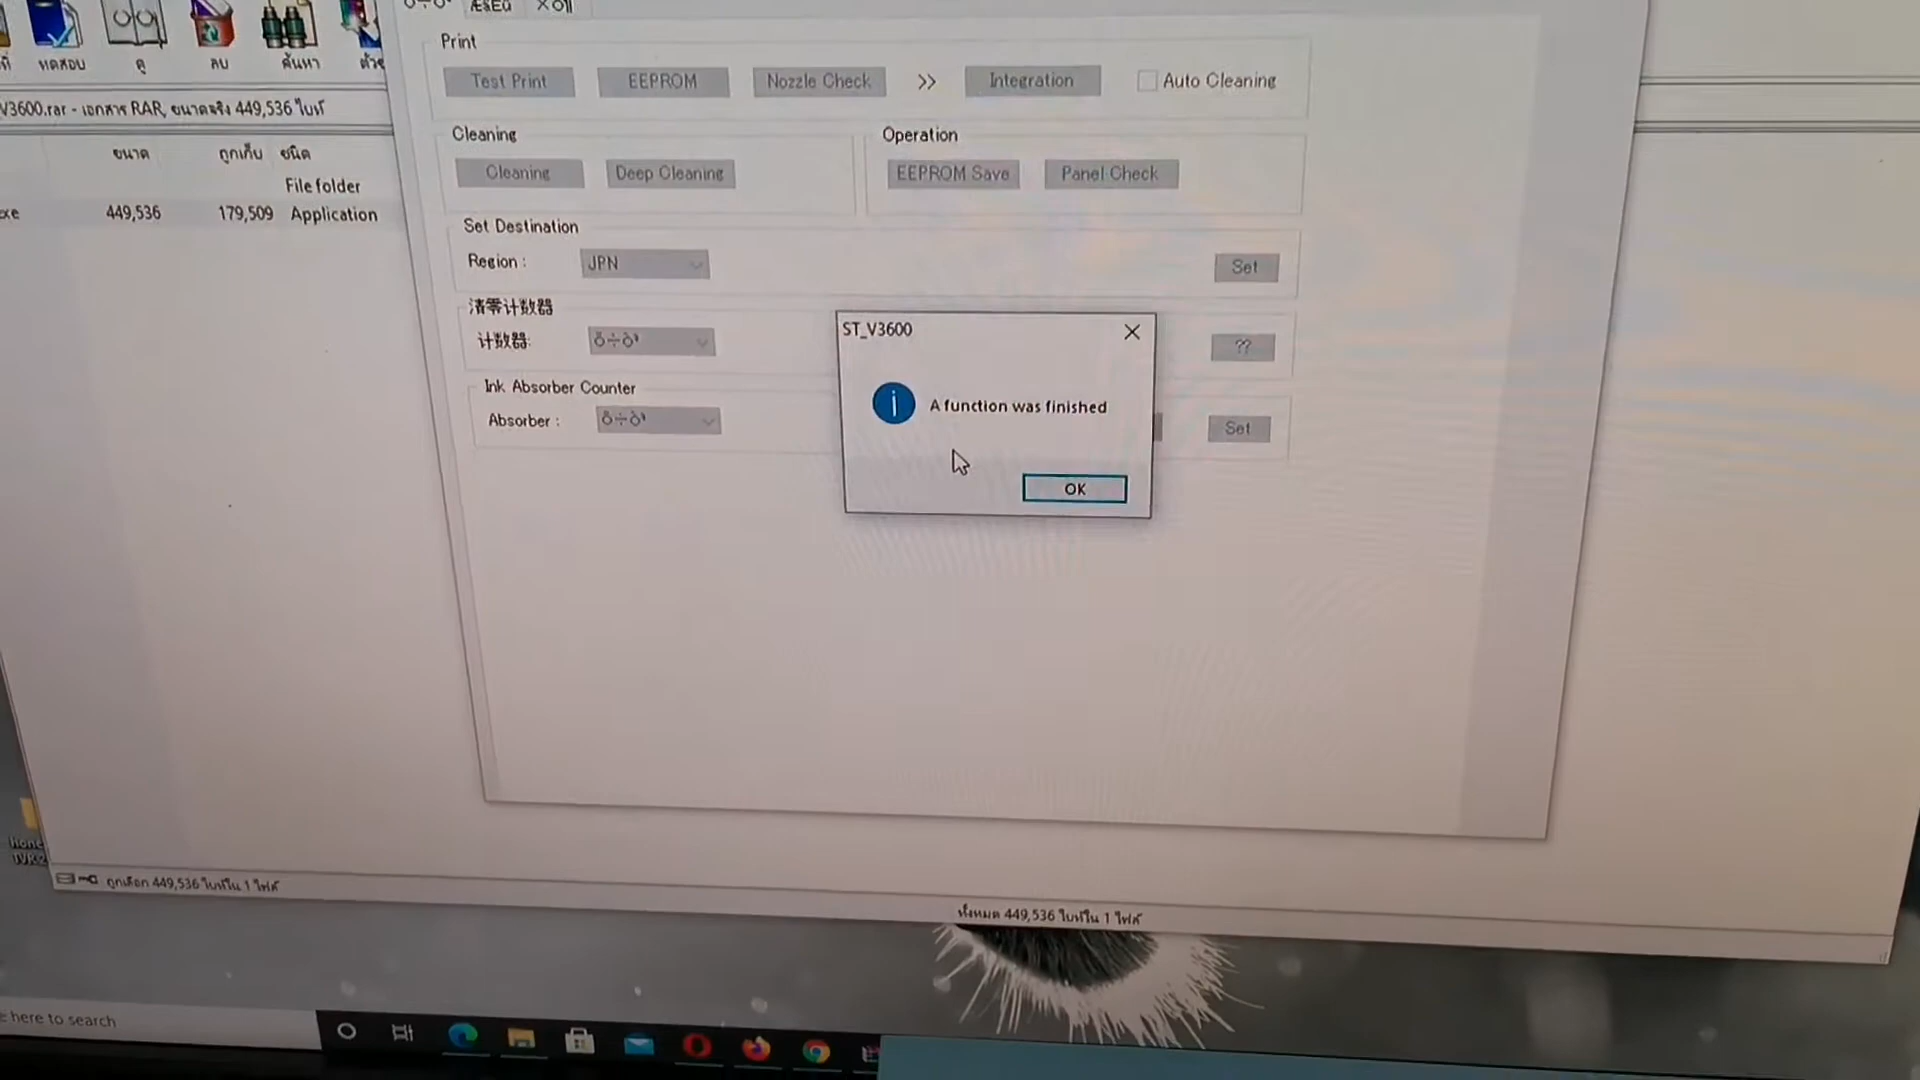 ทดสอบ ดู ลบ ค้นหา
V3600.rar - เอกสาร RAR, ขนาดจริง 449,536 ไบท์
ขนาด ถูกเก็บ ชนิด
File folder
449,536 179,509 Application
Print
Test Print EEPROM Nozzle Check >> Integration Auto Cleaning
Cleaning
Cleaning Deep Cleaning
Operation
EEPROM Save Panel Check
Set Destination
Region : JPN Set
清零计数器
计数器: õ÷ò³ ??
Ink Absorber Counter
Absorber : õ÷ò³ Set
ST_V3600
A function was finished
OK
ถูกเลือก 449,536 ไบท์ใน 1 ไฟล์
ทั้งหมด 449,536 ไบท์ใน 1 ไฟล์
here to search